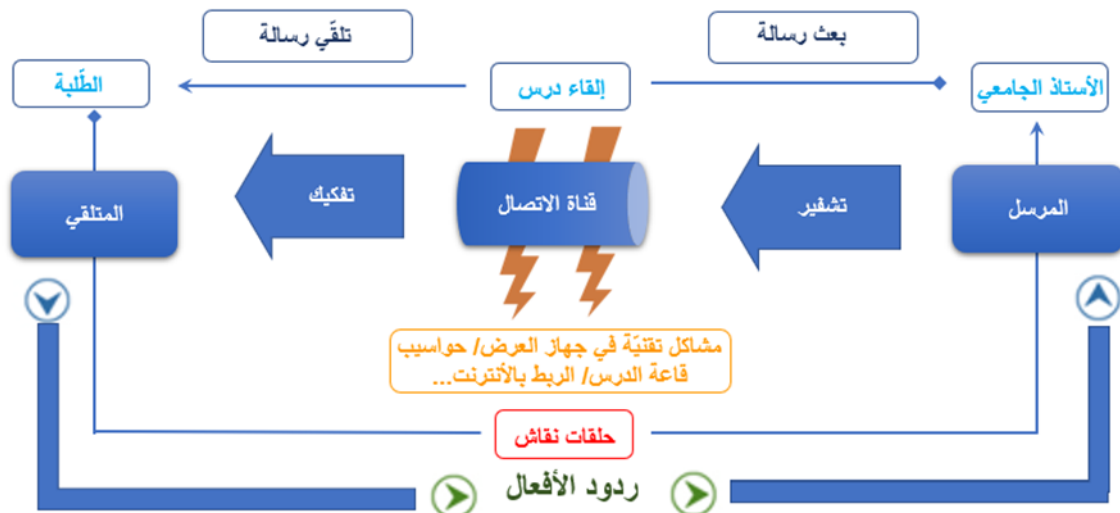 بعث رسالة
تلقّي رسالة
الأستاذ الجامعي
إلقاء درس
الطّلبة
المرسل
تشفير
قناة الاتصال
تفكيك
المتلقي
مشاكل تقنيّة في جهاز العرض/ حواسيب
قاعة الدرس/ الربط بالأنترنت...
حلقات نقاش
ردود الأفعال